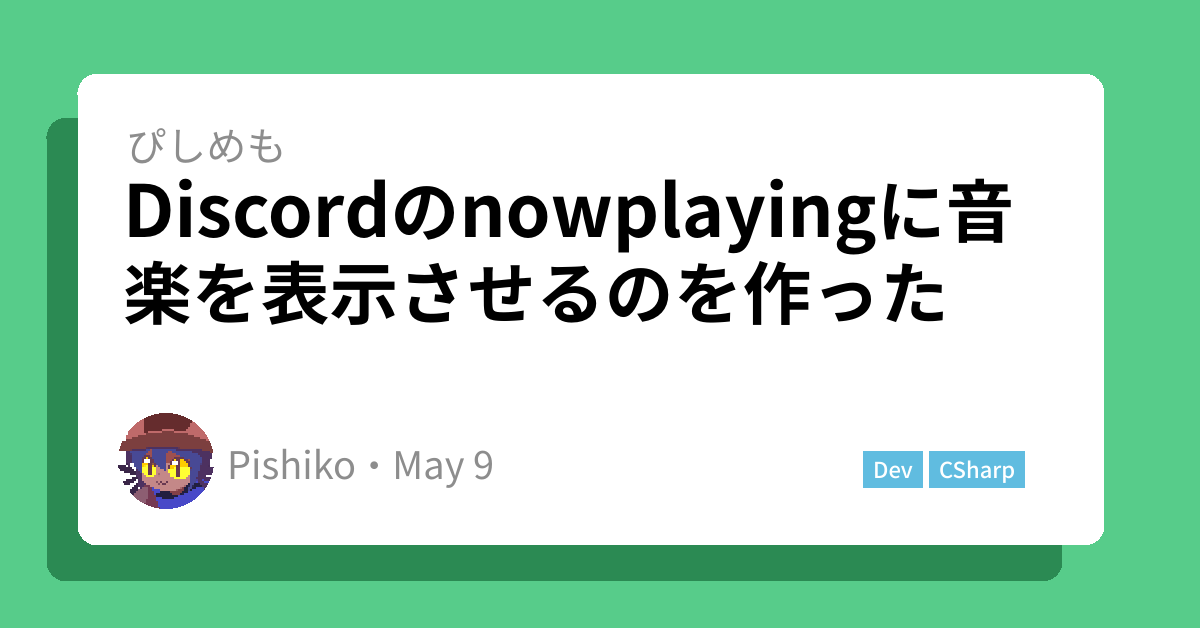 ぴしめも
Discordのnowplayingに音
楽を表示させるのを作った
Pishiko・May 9
Dev CSharp